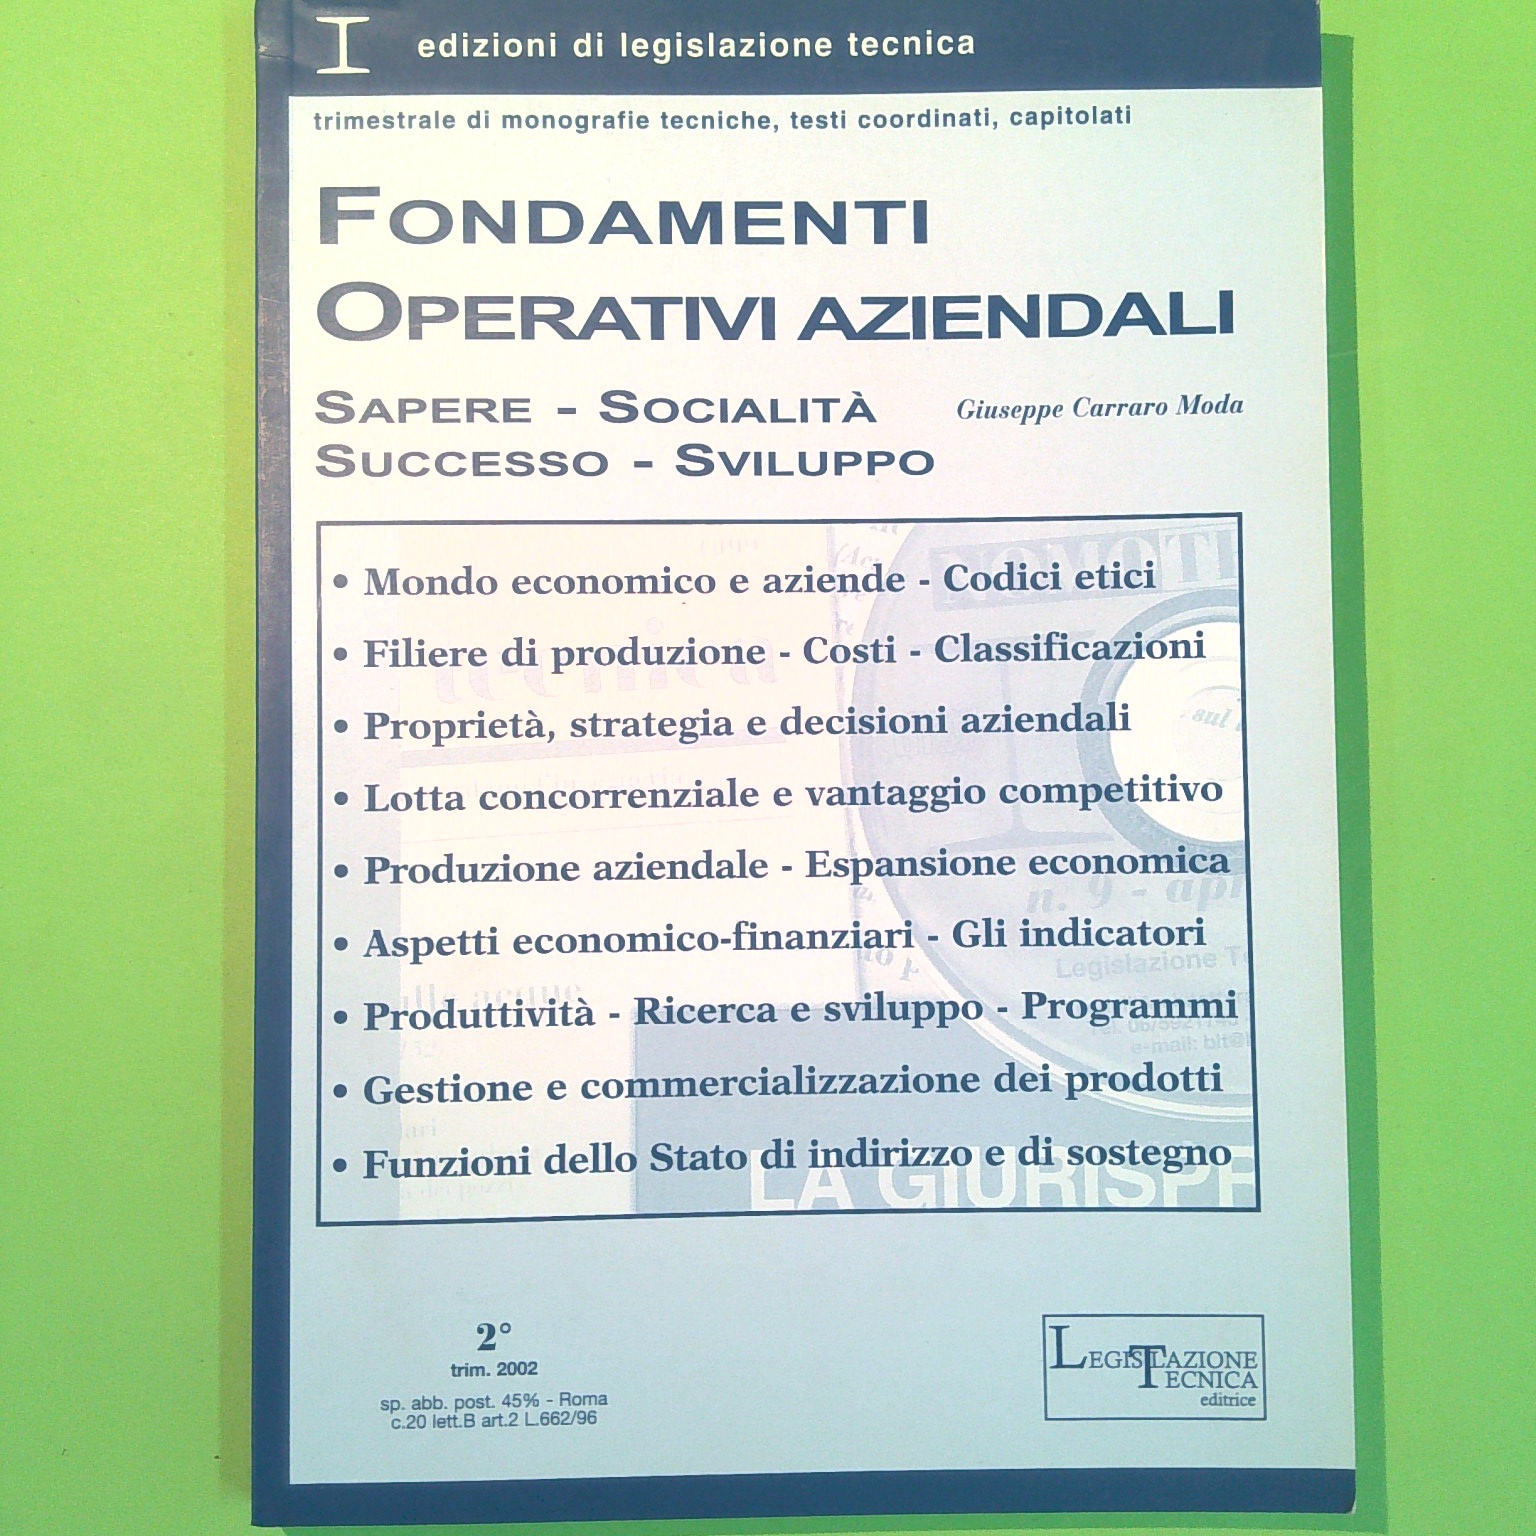 I edizioni di legislazione tecnica
trimestrale di monografie tecniche, testi coordinati, capitolati
FONDAMENTI
OPERATIVI AZIENDALI
SAPERE - SOCIALITÀ
Giuseppe Carraro Moda
SUCCESSO - SVILUPPO
• Mondo economico e aziende - Codici etici
• Filiere di produzione - Costi - Classificazioni
• Proprietà, strategia e decisioni aziendali
• Lotta concorrenziale e vantaggio competitivo
• Produzione aziendale - Espansione economica
• Aspetti economico-finanziari - Gli indicatori
• Produttività - Ricerca e sviluppo - Programmi
• Gestione e commercializzazione dei prodotti
• Funzioni dello Stato di indirizzo e di sostegno
LA GIURISPR
2°
trim. 2002
sp. abb. post. 45% - Roma
c.20 lett.B art.2 L.662/96
LEGISLAZIONE
TECNICA
editrice